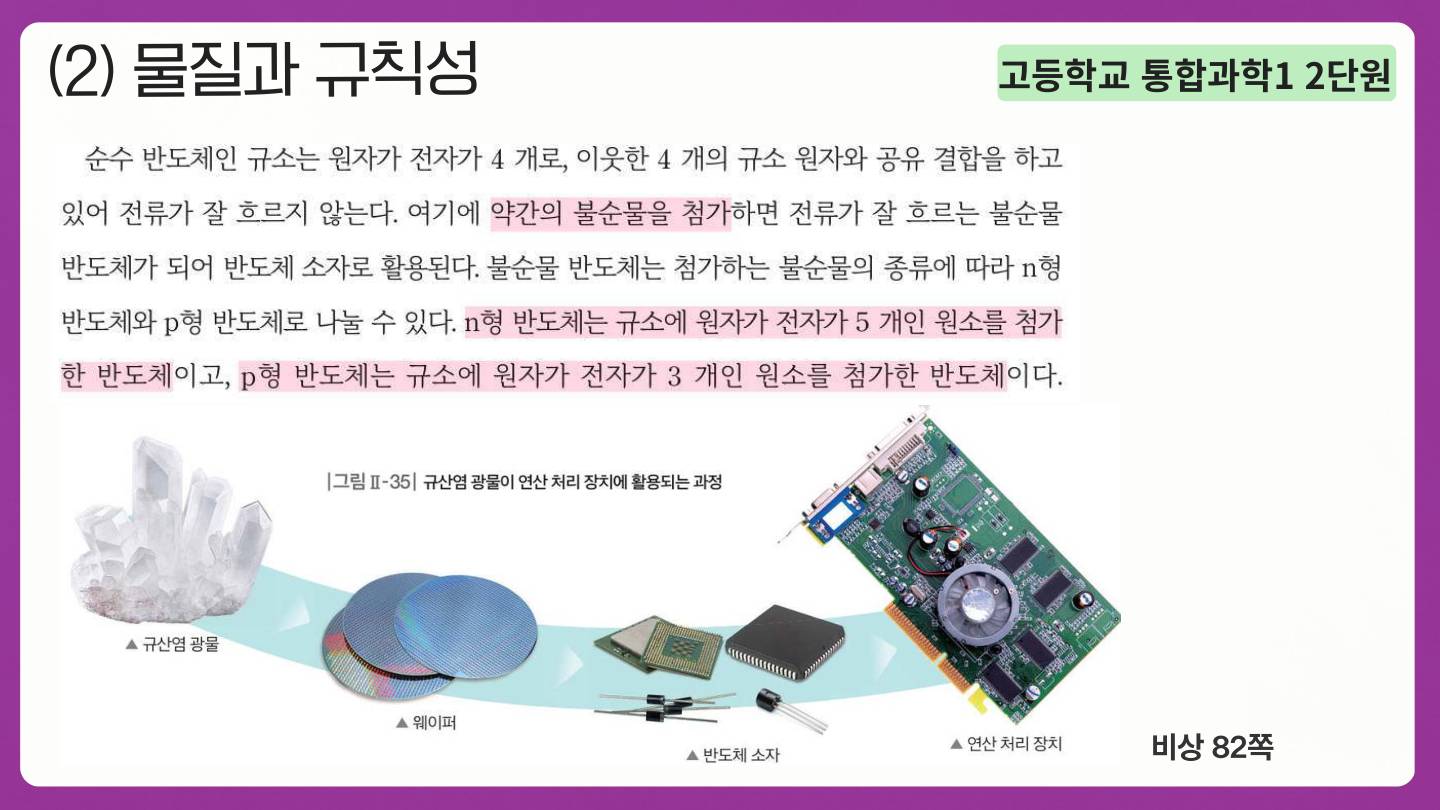 (2) 물질과 규칙성
고등학교 통합과학1 2단원
순수 반도체인 규소는 원자가 전자가 4 개로, 이웃한 4 개의 규소 원자와 공유 결합을 하고
있어 전류가 잘 흐르지 않는다. 여기에 약간의 불순물을 첨가하면 전류가 잘 흐르는 불순물
반도체가 되어 반도체 소자로 활용된다. 불순물 반도체는 첨가하는 불순물의 종류에 따라 n형
반도체와 p형 반도체로 나눌 수 있다. n형 반도체는 규소에 원자가 전자가 5 개인 원소를 첨가
한 반도체이고, p형 반도체는 규소에 원자가 전자가 3 개인 원소를 첨가한 반도체이다.
|그림 Ⅱ-35| 규산염 광물이 연산 처리 장치에 활용되는 과정
▲ 규산염 광물
▲ 웨이퍼
▲ 반도체 소자
▲ 연산 처리 장치
비상 82쪽